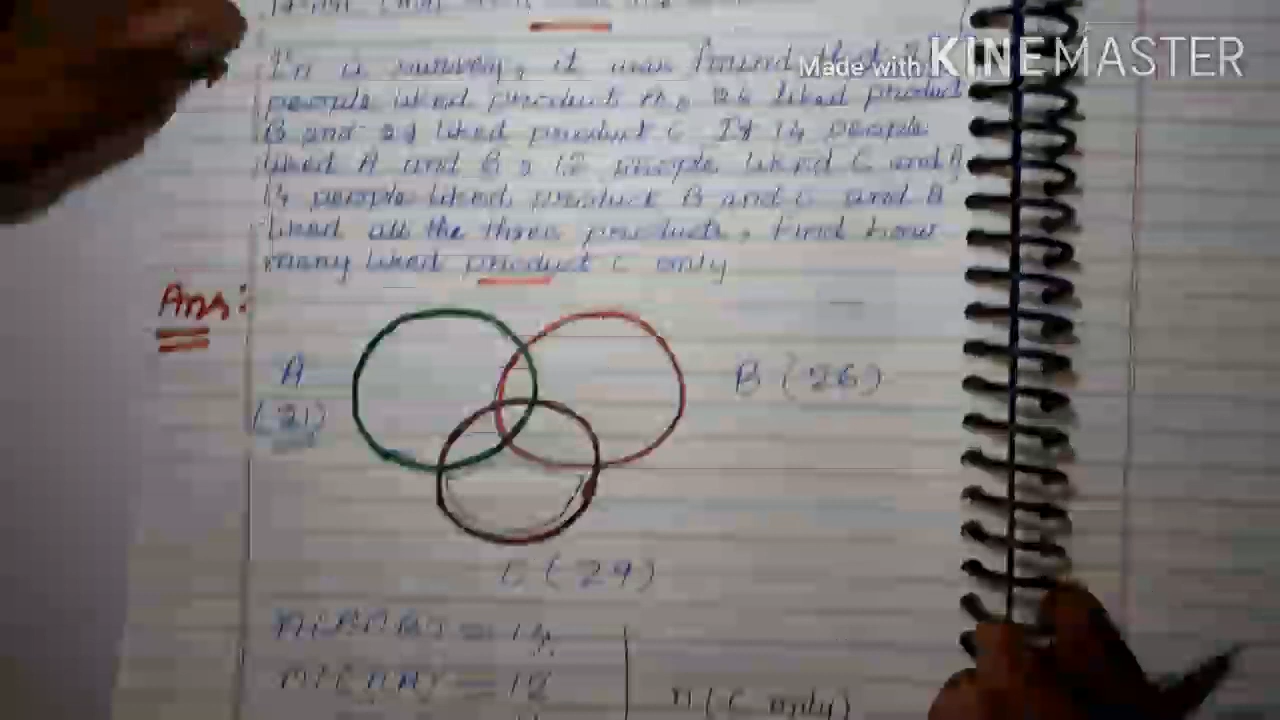 In a survey, it was found that
Made with KINEMASTER
people liked product A, 26 liked product
B and 29 liked product C. If 14 people
liked A and B, 12 people liked C and A
14 people liked product B and C and 8
liked all the three products, find how
many liked product C only
Ans:
A
(21)
B (26)
C (29)
n(A∩B) = 14
n(C∩A) = 12
n(C only)